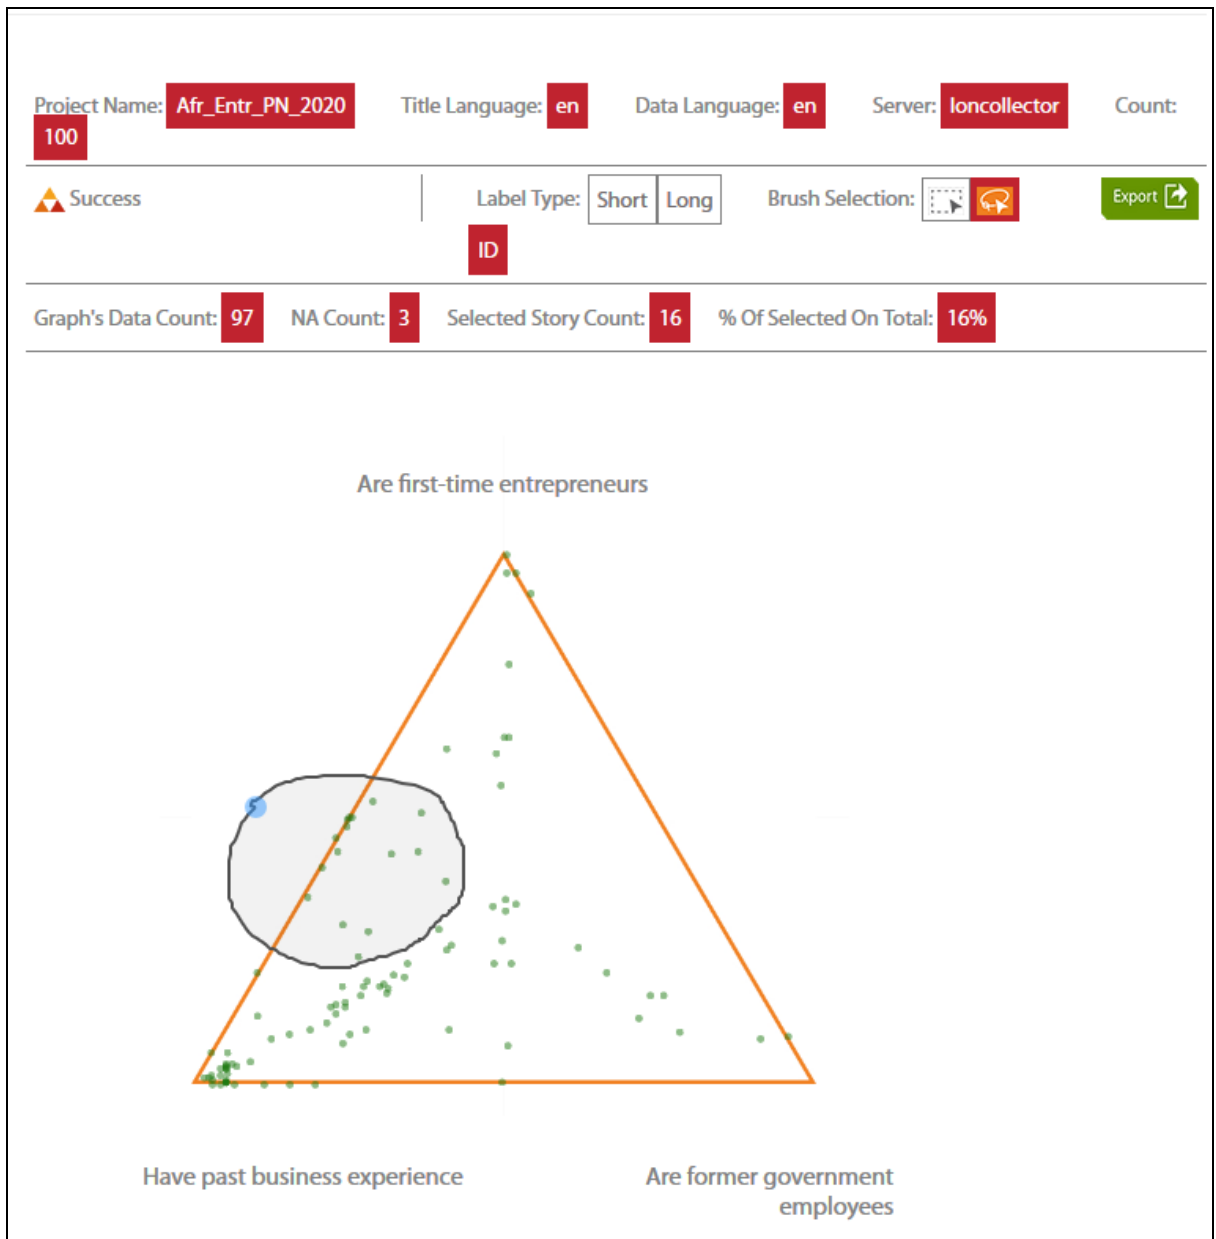 Project Name: Afr_Entr_PN_2020 Title Language: en Data Language: en Server: loncollector Count:
100
Success Label Type: Short Long Brush Selection: Export
ID
Graph's Data Count: 97 NA Count: 3 Selected Story Count: 16 % Of Selected On Total: 16%
Are first-time entrepreneurs
Have past business experience Are former government
employees